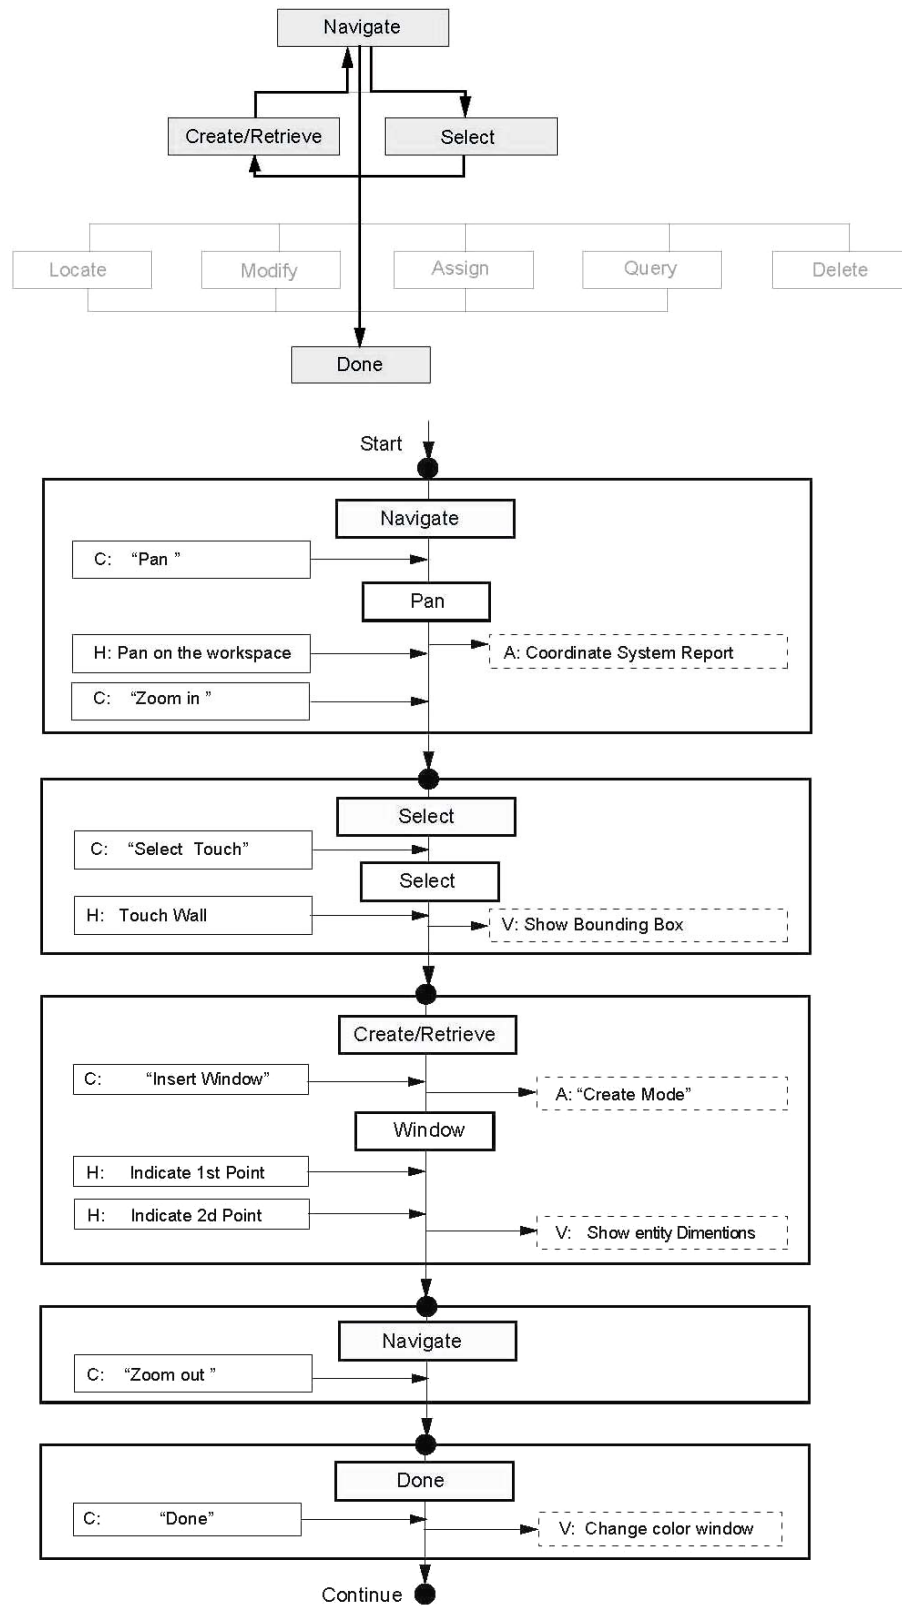 Navigate
Create/Retrieve
Select
Locate
Modify
Assign
Query
Delete
Done
Start
Navigate
C: “Pan ”
Pan
H: Pan on the workspace
A: Coordinate System Report
C: “Zoom in ”
Select
C: “Select Touch”
Select
H: Touch Wall
V: Show Bounding Box
Create/Retrieve
C: “Insert Window”
A: “Create Mode”
Window
H: Indicate 1st Point
H: Indicate 2d Point
V: Show entity Dimentions
Navigate
C: “Zoom out ”
Done
C: “Done”
V: Change color window
Continue